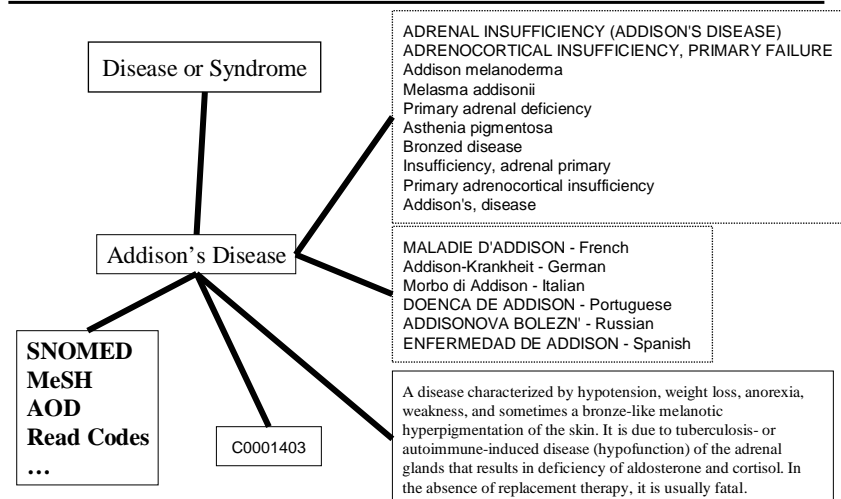 Disease or Syndrome
ADRENAL INSUFFICIENCY (ADDISON'S DISEASE)
ADRENOCORTICAL INSUFFICIENCY, PRIMARY FAILURE
Addison melanoderma
Melasma addisonii
Primary adrenal deficiency
Asthenia pigmentosa
Bronzed disease
Insufficiency, adrenal primary
Primary adrenocortical insufficiency
Addison's, disease
Addison’s Disease
MALADIE D'ADDISON - French
Addison-Krankheit - German
Morbo di Addison - Italian
DOENCA DE ADDISON - Portuguese
ADDISONOVA BOLEZN' - Russian
ENFERMEDAD DE ADDISON - Spanish
SNOMED
MeSH
AOD
Read Codes
…
C0001403
A disease characterized by hypotension, weight loss, anorexia,
weakness, and sometimes a bronze-like melanotic
hyperpigmentation of the skin. It is due to tuberculosis- or
autoimmune-induced disease (hypofunction) of the adrenal
glands that results in deficiency of aldosterone and cortisol. In
the absence of replacement therapy, it is usually fatal.